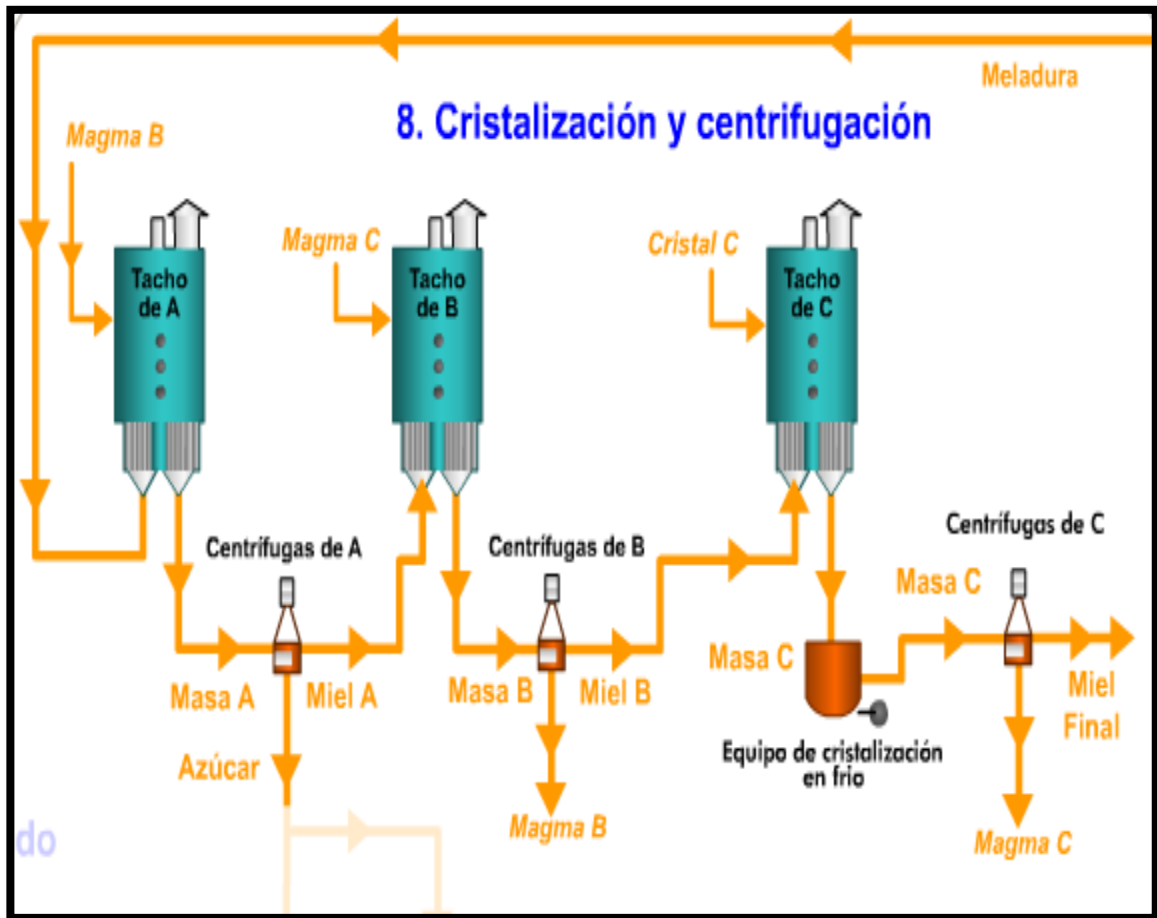 Meladura
8. Cristalización y centrifugación
Magma B
Magma C
Cristal C
Tacho
de A
Tacho
de B
Tacho
de C
Centrífugas de A
Centrífugas de B
Centrífugas de C
Masa A
Miel A
Masa B
Miel B
Masa C
Masa C
Miel
Final
Azúcar
Equipo de cristalización
en frio
Magma B
Magma C
do